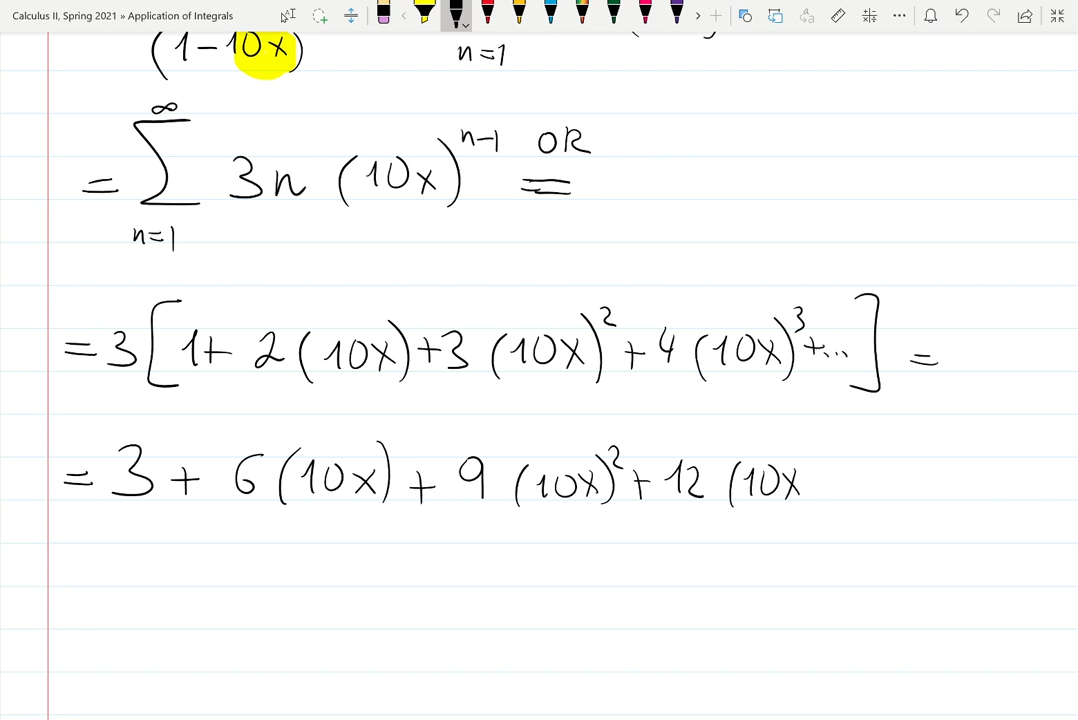 Calculus II, Spring 2021 » Application of Integrals
(1-10x)
n=1
∞
= Σ 3n (10x)^{n-1} OR =
n=1
= 3[1+ 2(10x)+3 (10x)^2 +4 (10x)^3+...] =
= 3 + 6(10x) + 9 (10x)^2 + 12 (10x